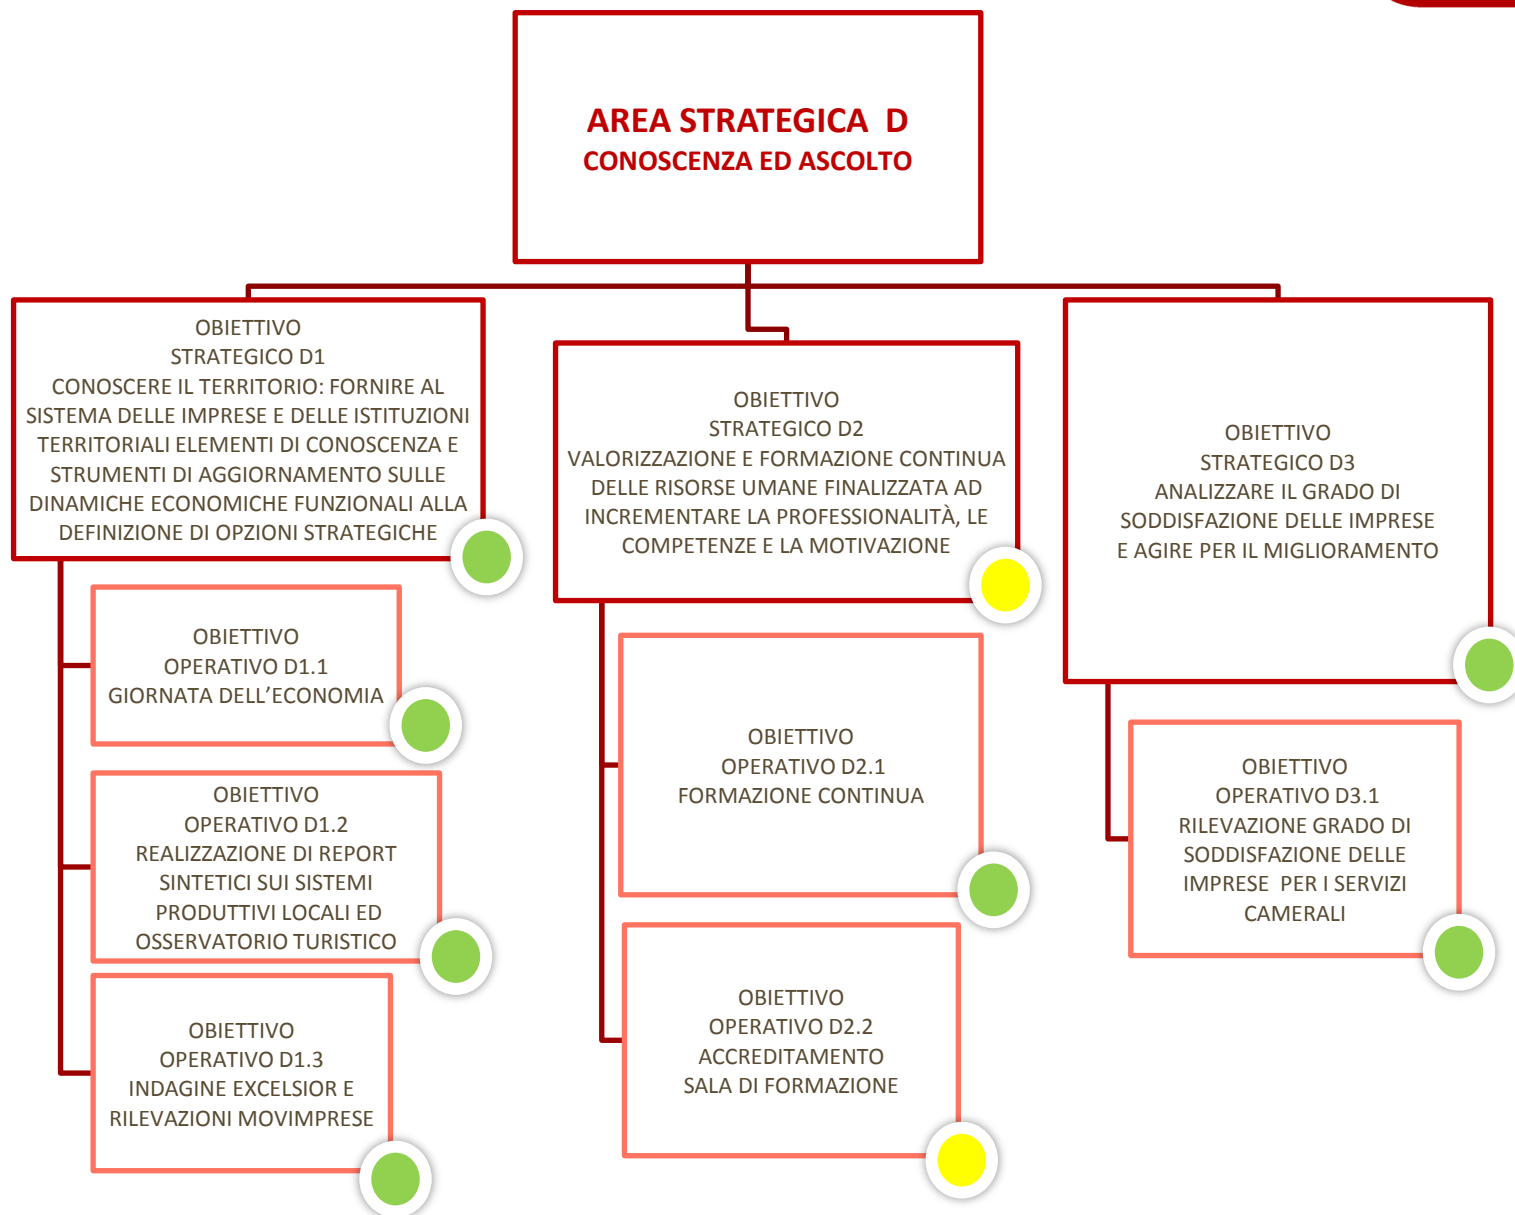 AREA STRATEGICA D
CONOSCENZA ED ASCOLTO
OBIETTIVO
STRATEGICO D1
CONOSCERE IL TERRITORIO: FORNIRE AL
SISTEMA DELLE IMPRESE E DELLE ISTITUZIONI
TERRITORIALI ELEMENTI DI CONOSCENZA E
STRUMENTI DI AGGIORNAMENTO SULLE
DINAMICHE ECONOMICHE FUNZIONALI ALLA
DEFINIZIONE DI OPZIONI STRATEGICHE
OBIETTIVO
OPERATIVO D1.1
GIORNATA DELL’ECONOMIA
OBIETTIVO
OPERATIVO D1.2
REALIZZAZIONE DI REPORT
SINTETICI SUI SISTEMI
PRODUTTIVI LOCALI ED
OSSERVATORIO TURISTICO
OBIETTIVO
OPERATIVO D1.3
INDAGINE EXCELSIOR E
RILEVAZIONI MOVIMPRESE
OBIETTIVO
STRATEGICO D2
VALORIZZAZIONE E FORMAZIONE CONTINUA
DELLE RISORSE UMANE FINALIZZATA AD
INCREMENTARE LA PROFESSIONALITÀ, LE
COMPETENZE E LA MOTIVAZIONE
OBIETTIVO
OPERATIVO D2.1
FORMAZIONE CONTINUA
OBIETTIVO
OPERATIVO D2.2
ACCREDITAMENTO
SALA DI FORMAZIONE
OBIETTIVO
STRATEGICO D3
ANALIZZARE IL GRADO DI
SODDISFAZIONE DELLE IMPRESE
E AGIRE PER IL MIGLIORAMENTO
OBIETTIVO
OPERATIVO D3.1
RILEVAZIONE GRADO DI
SODDISFAZIONE DELLE
IMPRESE PER I SERVIZI
CAMERALI